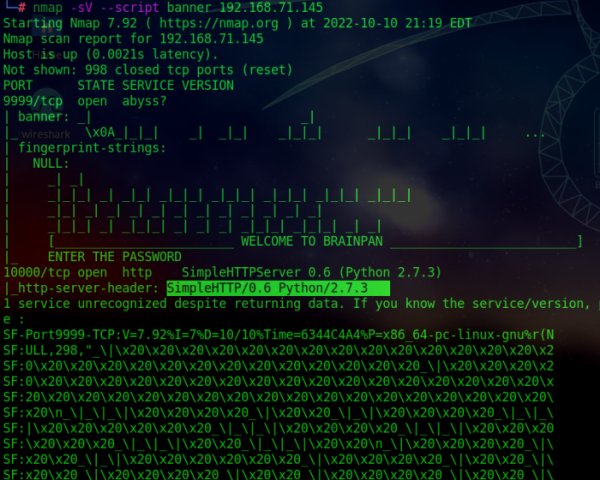 └─# nmap -sV --script banner 192.168.71.145
Starting Nmap 7.92 ( https://nmap.org ) at 2022-10-10 21:19 EDT
Nmap scan report for 192.168.71.145
Host is up (0.0021s latency).
Not shown: 998 closed tcp ports (reset)
PORT      STATE SERVICE VERSION
9999/tcp  open  abyss?
| banner: _|                            _|
|_        \x0A_|_|_|    _|  _|_|    _|_|_|      _|_|_|    _|_|_|     ...
wireshark
| fingerprint-strings:
|   NULL:
|     _| _|
|     _|_|_| _| _|_| _|_|_| _|_|_| _|_|_| _|_|_| _|_|_|
|     _|_| _| _| _| _| _| _| _| _| _| _|
|     _|_|_| _| _|_|_| _| _| _| _|_|_| _|_|_| _| _|
|     [________________________ WELCOME TO BRAINPAN _________________________]
|_    ENTER THE PASSWORD
10000/tcp open  http    SimpleHTTPServer 0.6 (Python 2.7.3)
|_http-server-header: SimpleHTTP/0.6 Python/2.7.3
1 service unrecognized despite returning data. If you know the service/version,
e :
SF-Port9999-TCP:V=7.92%I=7%D=10/10%Time=6344C4A4%P=x86_64-pc-linux-gnu%r(N
SF:ULL,298,"_\|\x20\x20\x20\x20\x20\x20\x20\x20\x20\x20\x20\x20\x20\x20\x2
SF:0\x20\x20\x20\x20\x20\x20\x20\x20\x20\x20\x20\x20_\|\x20\x20\x20\x20\x2
SF:0\x20\x20\x20\x20\x20\x20\x20\x20\x20\x20\x20\x20\x20\x20\x20\x20\x20\x
SF:20\x20\x20\x20\x20\x20\x20\x20\x20\x20\x20\x20\x20\x20\x20\x20\x20\x20\
SF:x20\n_\|_\|_\|\x20\x20\x20\x20_\|\x20\x20_\|_\|\x20\x20\x20\x20_\|_\|_\
SF:|\x20\x20\x20\x20\x20\x20_\|_\|_\|\x20\x20\x20\x20_\|_\|_\|\x20\x20\x20
SF:\x20\x20\x20_\|_\|_\|\x20\x20_\|_\|_\|\x20\x20\x20\x20\n_\|\x20\x20\x20
SF:\x20\x20_\|_\|\x20\x20\x20\x20\x20\x20_\|\x20\x20\x20\x20_\|\x20\x20_\|\
SF:x20\x20_\|\x20\x20\x20\x20_\|\x20\x20_\|\x20\x20\x20\x20_\|\x20\x20_\|\